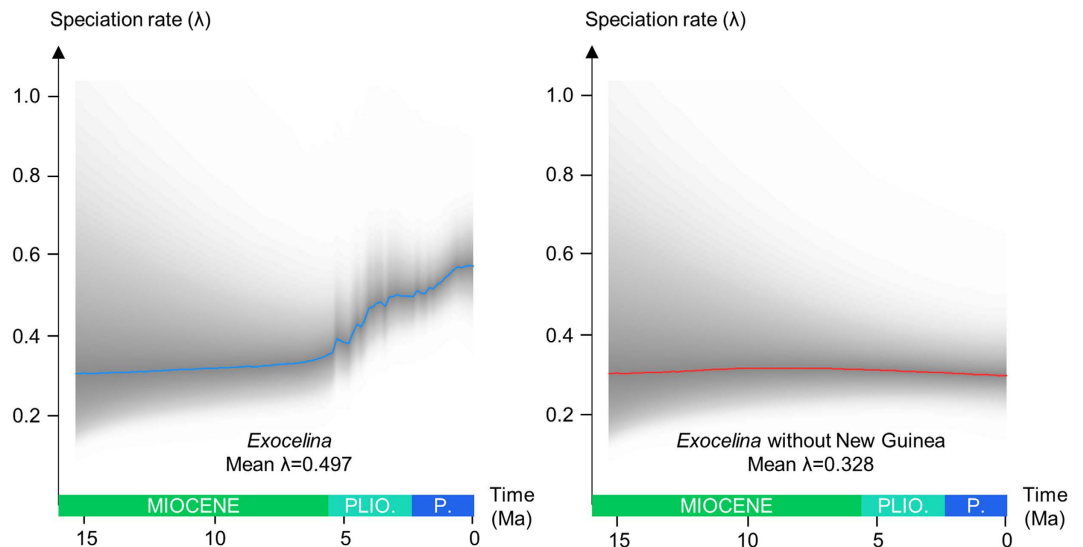 Speciation rate (λ)
1.0
0.8
0.6
0.4
0.2
Exocelina
Mean λ=0.497
MIOCENE PLIO. P.
Time
(Ma)
15 10 5 0
Speciation rate (λ)
1.0
0.8
0.6
0.4
0.2
Exocelina without New Guinea
Mean λ=0.328
MIOCENE PLIO. P.
Time
(Ma)
15 10 5 0